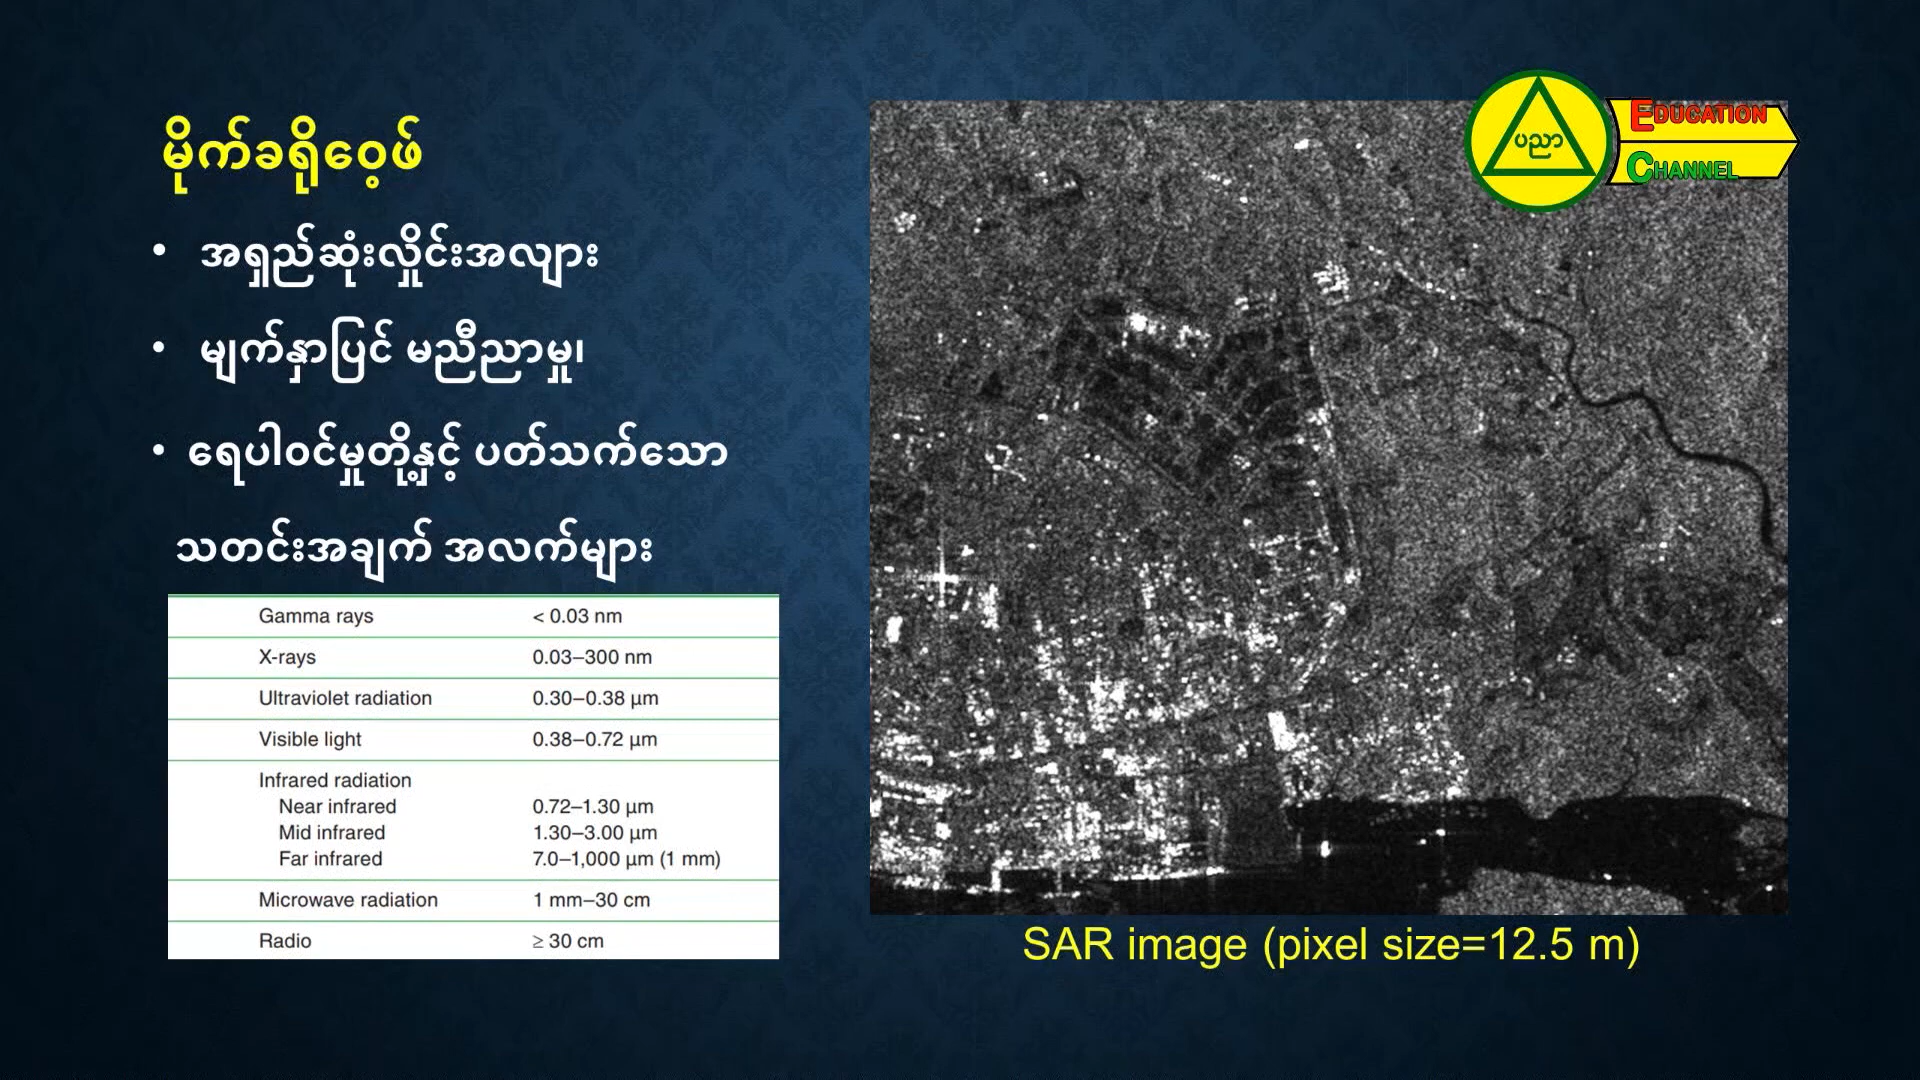 မိုက်ခရိုဝေ့ဖ်
• အရှည်ဆုံးလှိုင်းအလျား
• မျက်နှာပြင် မညီညာမှု၊
• ရေပါဝင်မှုတို့နှင့် ပတ်သက်သော
သတင်းအချက် အလက်များ
Gamma rays < 0.03 nm
X-rays 0.03–300 nm
Ultraviolet radiation 0.30–0.38 µm
Visible light 0.38–0.72 µm
Infrared radiation
Near infrared 0.72–1.30 µm
Mid infrared 1.30–3.00 µm
Far infrared 7.0–1,000 µm (1 mm)
Microwave radiation 1 mm–30 cm
Radio ≥ 30 cm
ပညာ
EDUCATION
CHANNEL
SAR image (pixel size=12.5 m)